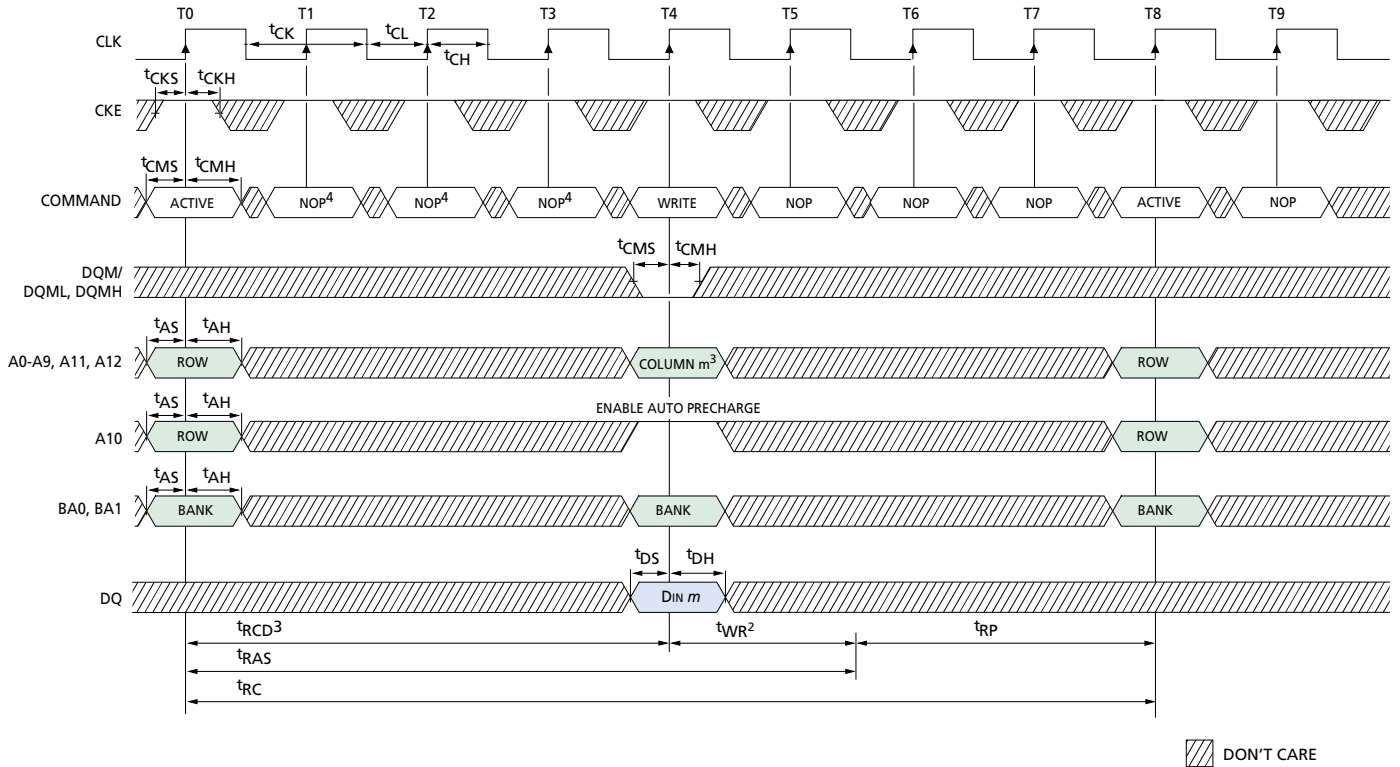 T0 T1 T2 T3 T4 T5 T6 T7 T8 T9
CLK tCK tCL tCH
tCKS tCKH
CKE
tCMS tCMH
COMMAND ACTIVE NOP4 NOP4 NOP4 WRITE NOP NOP NOP ACTIVE NOP
tCMS tCMH
DQM/
DQML, DQMH
tAS tAH
A0-A9, A11, A12 ROW COLUMN m3 ROW
tAS tAH ENABLE AUTO PRECHARGE
A10 ROW ROW
tAS tAH
BA0, BA1 BANK BANK BANK
tDS tDH
DQ DIN m
tRCD3 tWR2 tRP
tRAS
tRC
DON'T CARE